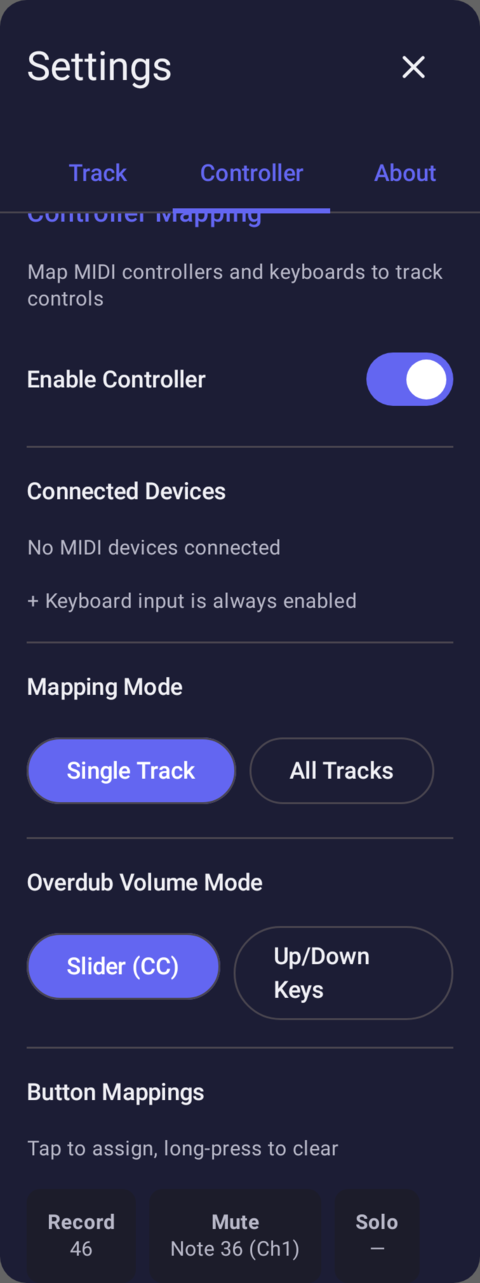 Settings
Track
Controller
About
Controller Mapping
Map MIDI controllers and keyboards to track
controls
Enable Controller
Connected Devices
No MIDI devices connected
+ Keyboard input is always enabled
Mapping Mode
Single Track
All Tracks
Overdub Volume Mode
Slider (CC)
Up/Down
Keys
Button Mappings
Tap to assign, long-press to clear
Record
46
Mute
Note 36 (Ch1)
Solo
—